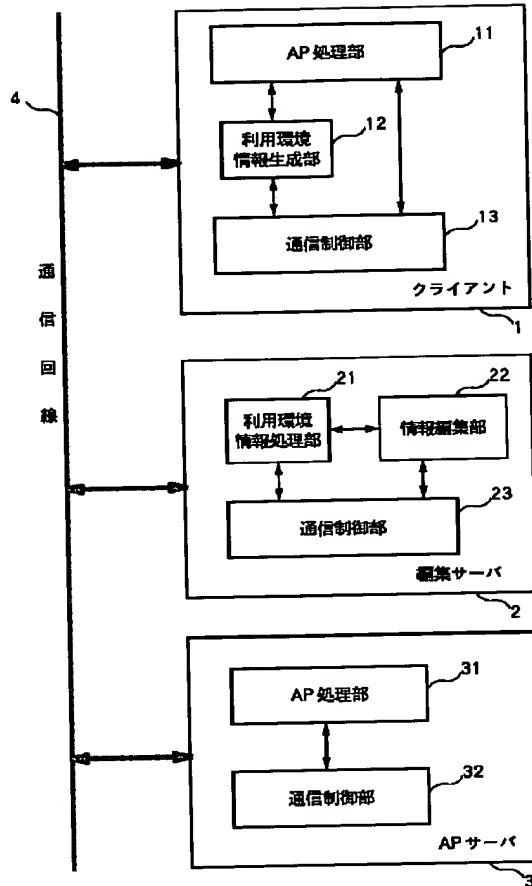 4
通信回線
AP処理部
11
利用環境
情報生成部
12
通信制御部
13
クライアント
1
利用環境
情報処理部
21
情報編集部
22
通信制御部
23
編集サーバ
2
AP処理部
31
通信制御部
32
APサーバ
3